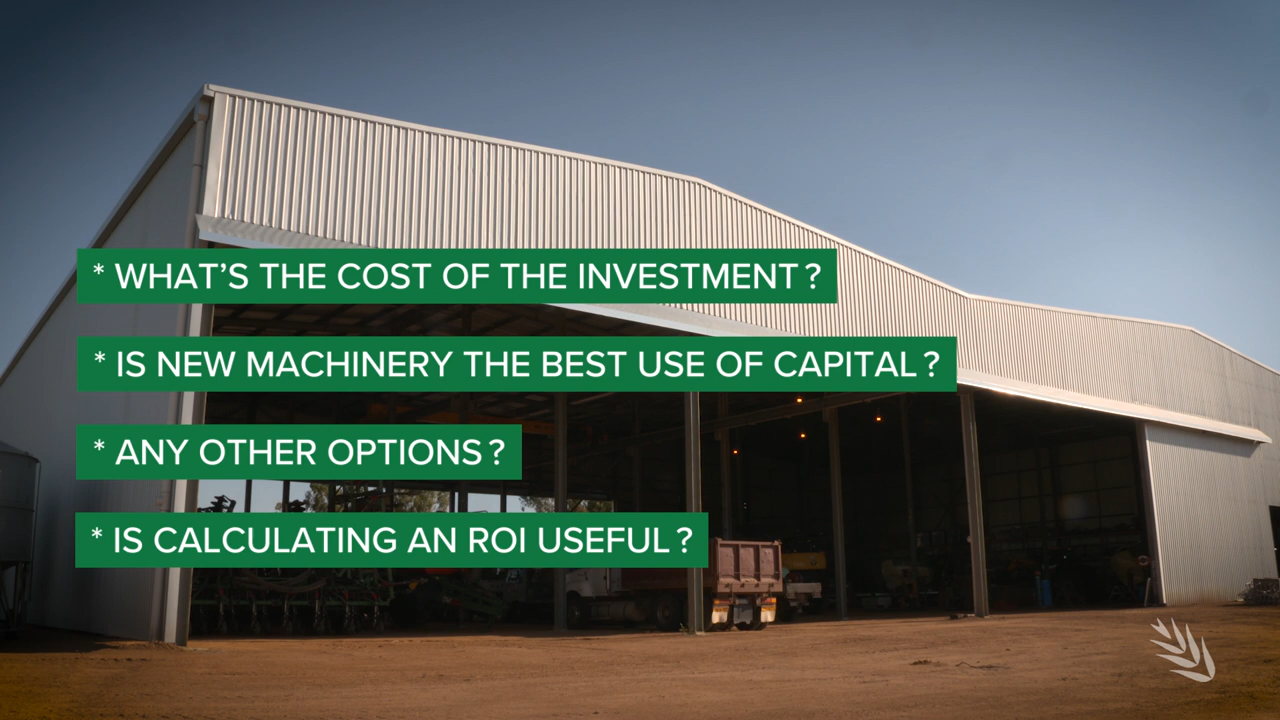 * WHAT’S THE COST OF THE INVESTMENT ?
* IS NEW MACHINERY THE BEST USE OF CAPITAL ?
* ANY OTHER OPTIONS ?
* IS CALCULATING AN ROI USEFUL ?